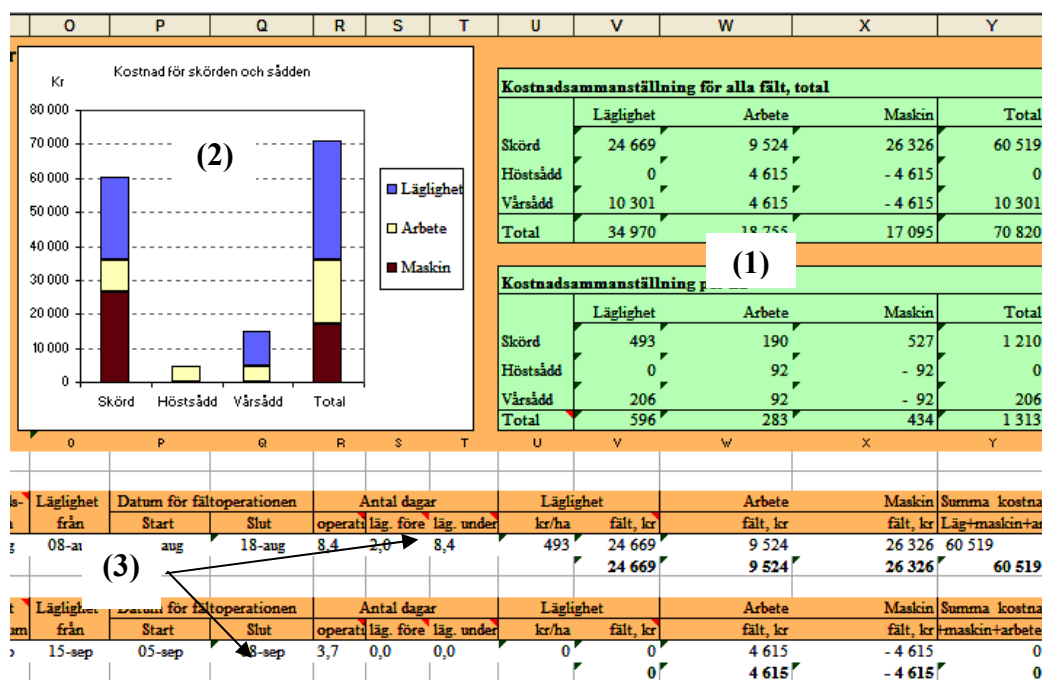 O P Q R S T U V W X Y
Kr
Kostnad för skörden och sådden
80 000
70 000
60 000
50 000
40 000
30 000
20 000
10 000
0
Skörd Höstsådd Vårsådd Total
(2)
Läglighet
Arbete
Maskin
Kostnadsammanställning för alla fält, total
Läglighet Arbete Maskin Total
Skörd 24 669 9 524 26 326 60 519
Höstsådd 0 4 615 - 4 615 0
Vårsådd 10 301 4 615 - 4 615 10 301
Total 34 970 18 755 17 095 70 820
(1)
Kostnadsammanställning
Läglighet Arbete Maskin Total
Skörd 493 190 527 1 210
Höstsådd 0 92 - 92 0
Vårsådd 206 92 - 92 206
Total 596 283 434 1 313
O P Q R S T U V W X Y
Läglighet Datum för fältoperationen Antal dagar Läglighet Arbete Maskin Summa kostna
från Start Slut operati läg. före läg. under kr/ha fält, kr fält, kr fält, kr Läg+maskin+ar
08-au aug 18-aug 8,4 2,0 8,4 493 24 669 9 524 26 326 60 519
24 669 9 524 26 326 60 519
(3)
Läglighet Datum för fältoperationen Antal dagar Läglighet Arbete Maskin Summa kostna
um från Start Slut operati läg. före läg. under kr/ha fält, kr fält, kr fält, kr +maskin+arbete
15-sep 05-sep 08-sep 3,7 0,0 0,0 0 0 4 615 - 4 615 0
0 4 615 - 4 615 0